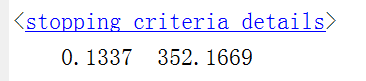 <stopping criteria details>
0.1337  352.1669